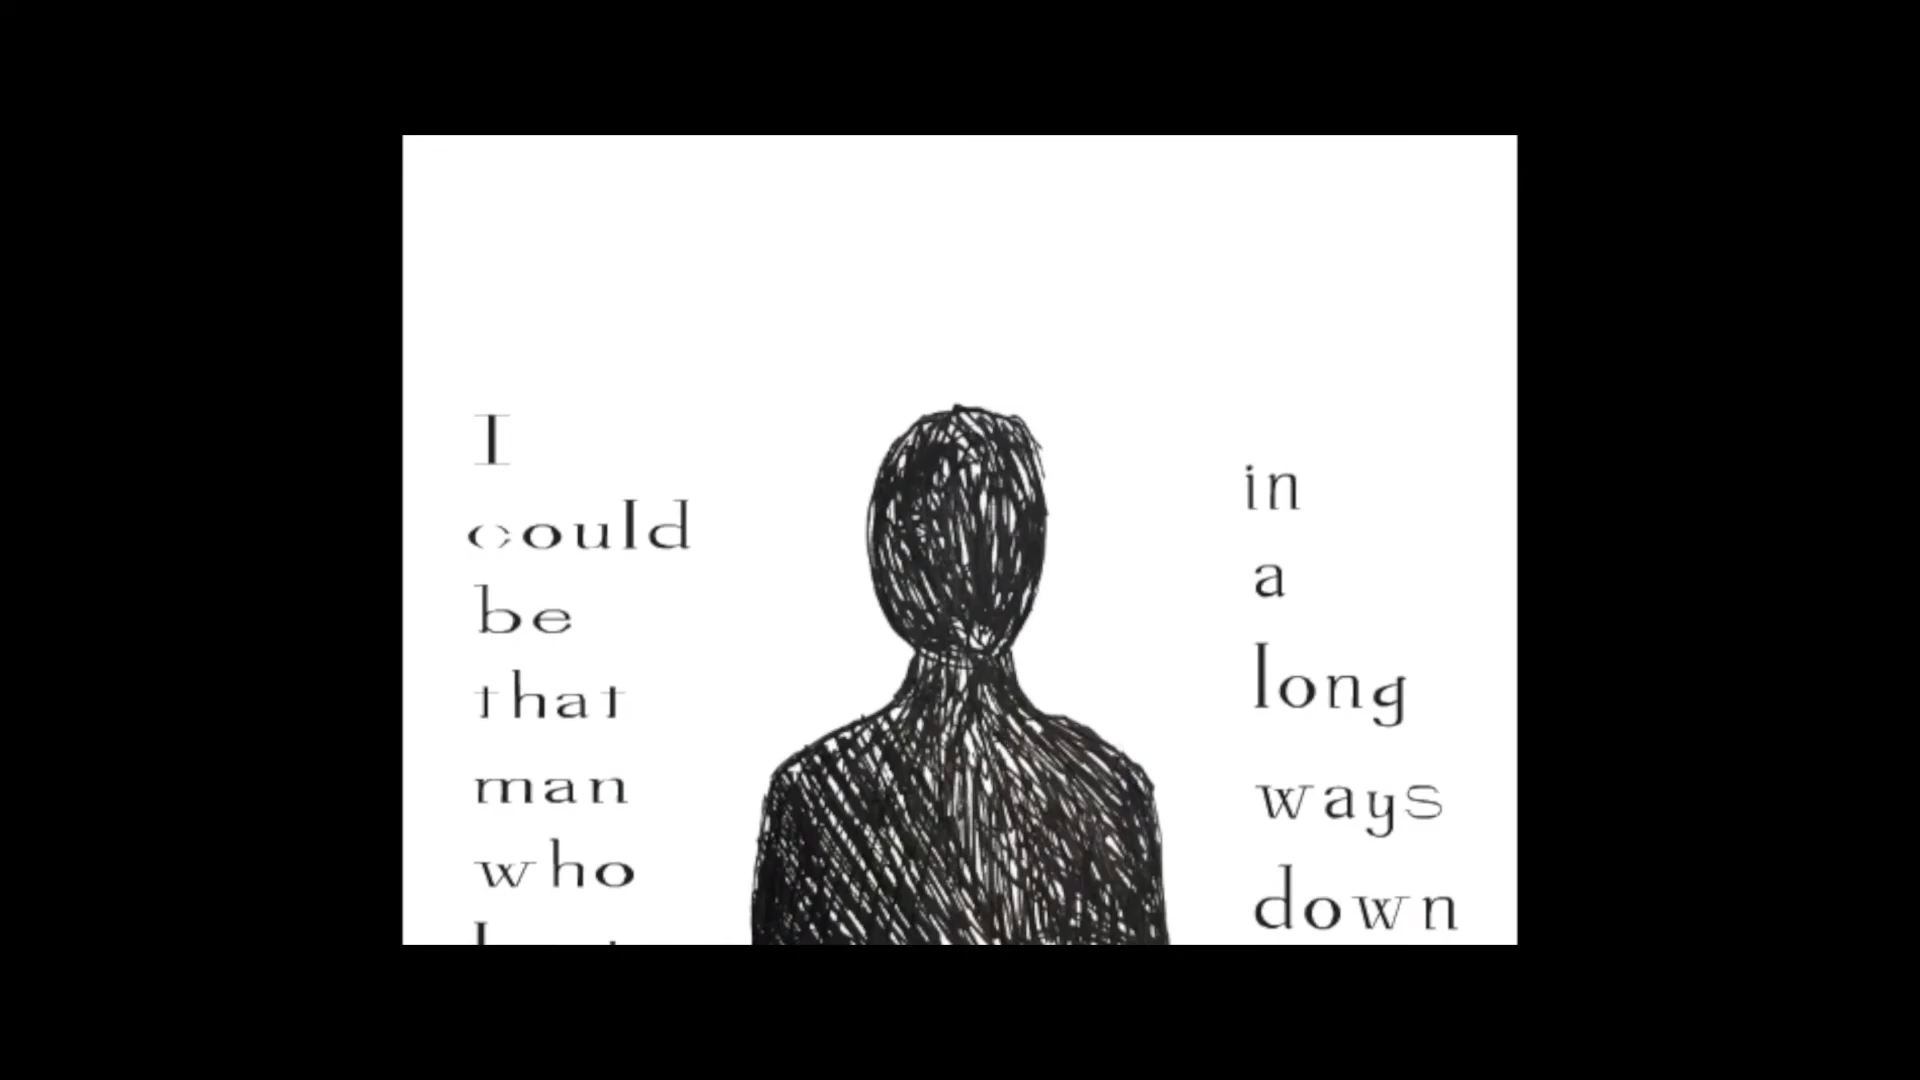 I
could
be
that
man
who
in
a
long
ways
down